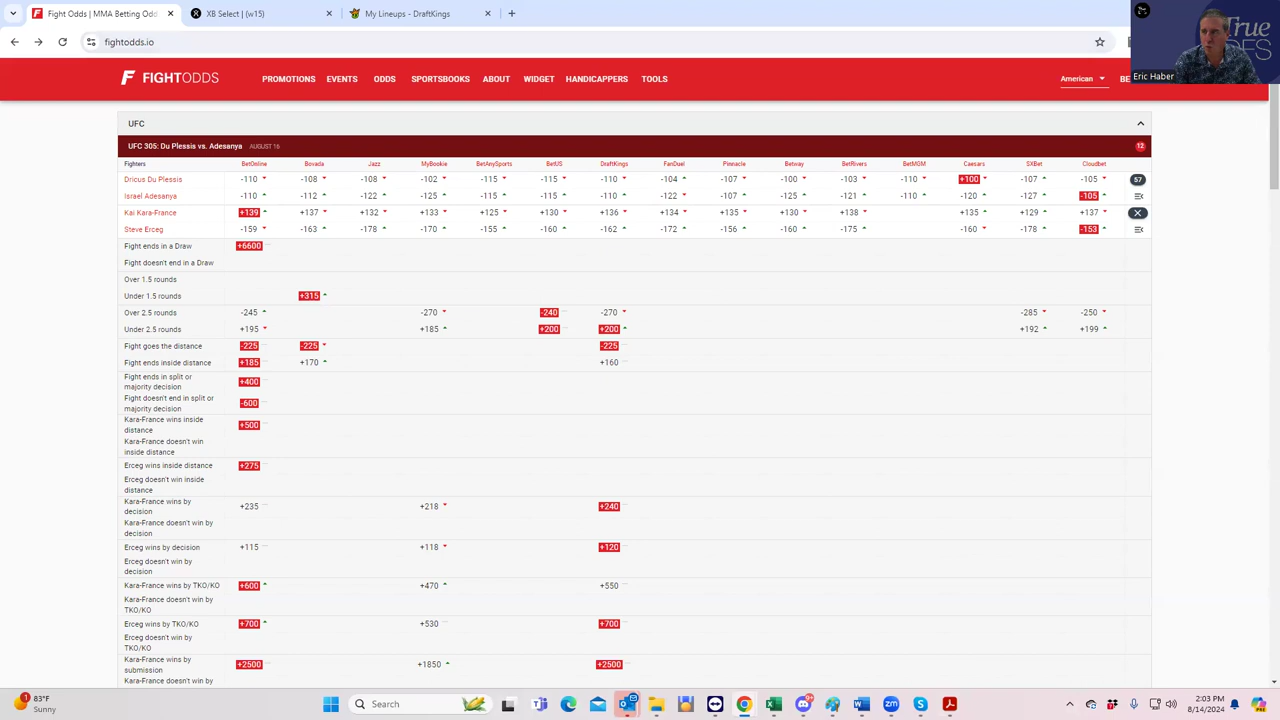 Fight Odds | MMA Betting Odd
XB Select | (w15)
My Lineups - DraftKings
fightodds.io
True
DFS
Eric Haber
FIGHTODDS
PROMOTIONS EVENTS ODDS SPORTSBOOKS ABOUT WIDGET HANDICAPPERS TOOLS
American
BE
UFC
UFC 305: Du Plessis vs. Adesanya AUGUST 16 12
Fighters BetOnline Bovada Jazz MyBookie BetAnySports BetUS DraftKings FanDuel Pinnacle Betway BetRivers BetMGM Caesars SXBet Cloudbet
Dricus Du Plessis -110 -108 -108 -102 -115 -115 -110 -104 -107 -100 -103 -110 +100 -107 -105 57
Israel Adesanya -110 -112 -122 -125 -115 -115 -110 -122 -107 -125 -121 -110 -120 -127 -105
Kai Kara-France +139 +137 +132 +133 +125 +130 +136 +134 +135 +130 +138 +135 +129 +137
Steve Erceg -159 -163 -178 -170 -155 -160 -162 -172 -156 -160 -175 -160 -178 -153
Fight ends in a Draw +6600
Fight doesn't end in a Draw
Over 1.5 rounds
Under 1.5 rounds +315
Over 2.5 rounds -245 -270 -240 -270 -285 -250
Under 2.5 rounds +195 +185 +200 +200 +192 +199
Fight goes the distance -225 -225 -225
Fight ends inside distance +185 +170 +160
Fight ends in split or
majority decision +400
Fight doesn't end in split or
majority decision -600
Kara-France wins inside
distance +500
Kara-France doesn't win
inside distance
Erceg wins inside distance +275
Erceg doesn't win inside
distance
Kara-France wins by
decision +235 +218 +240
Kara-France doesn't win by
decision
Erceg wins by decision +115 +118 +120
Erceg doesn't win by
decision
Kara-France wins by TKO/KO +600 +470 +550
Kara-France doesn't win by
TKO/KO
Erceg wins by TKO/KO +700 +530 +700
Erceg doesn't win by
TKO/KO
Kara-France wins by
submission +2500 +1850 +2500
Kara-France doesn't win by
1
83°F
Sunny
Search
2:03 PM
8/14/2024